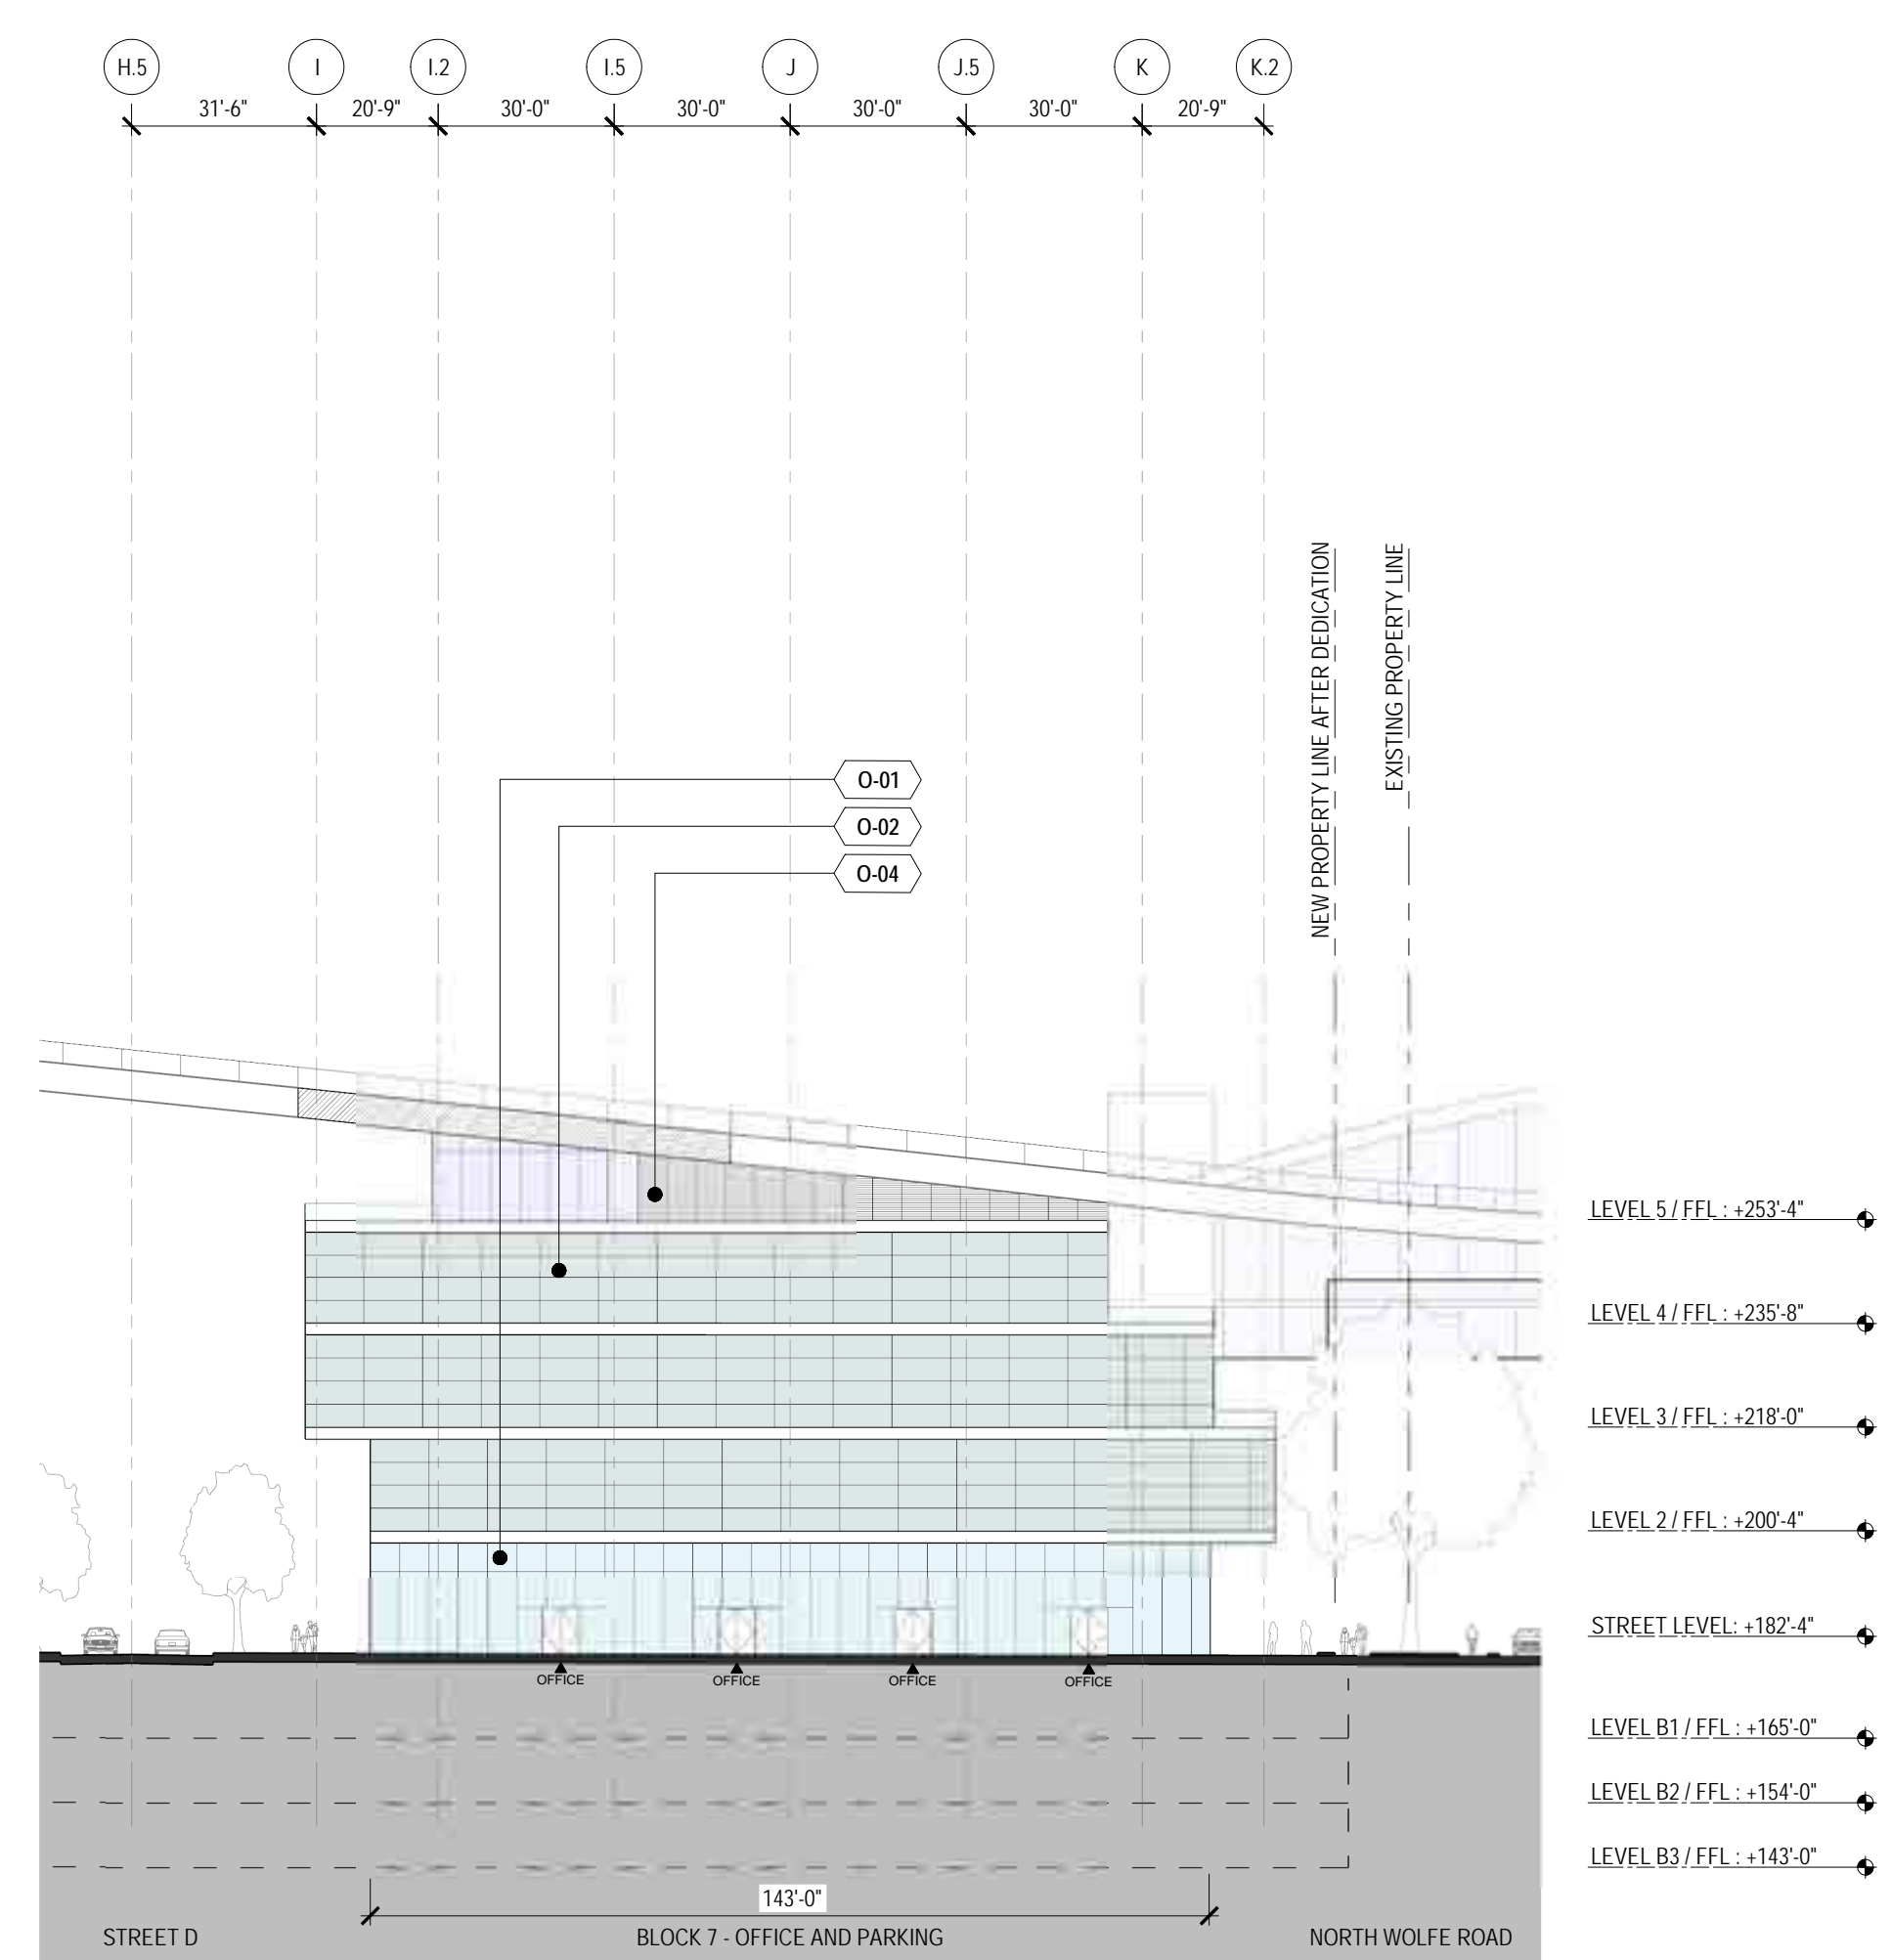 H.5 I I.2 I.5 J J.5 K K.2
31'-6" 20'-9" 30'-0" 30'-0" 30'-0" 30'-0" 20'-9"
NEW PROPERTY LINE AFTER DEDICATION
EXISTING PROPERTY LINE
O-01
O-02
O-04
LEVEL 5 / FFL : +253'-4"
LEVEL 4 / FFL : +235'-8"
LEVEL 3 / FFL : +218'-0"
LEVEL 2 / FFL : +200'-4"
STREET LEVEL: +182'-4"
OFFICE OFFICE OFFICE OFFICE
LEVEL B1 / FFL : +165'-0"
LEVEL B2 / FFL : +154'-0"
LEVEL B3 / FFL : +143'-0"
143'-0"
STREET D BLOCK 7 - OFFICE AND PARKING NORTH WOLFE ROAD